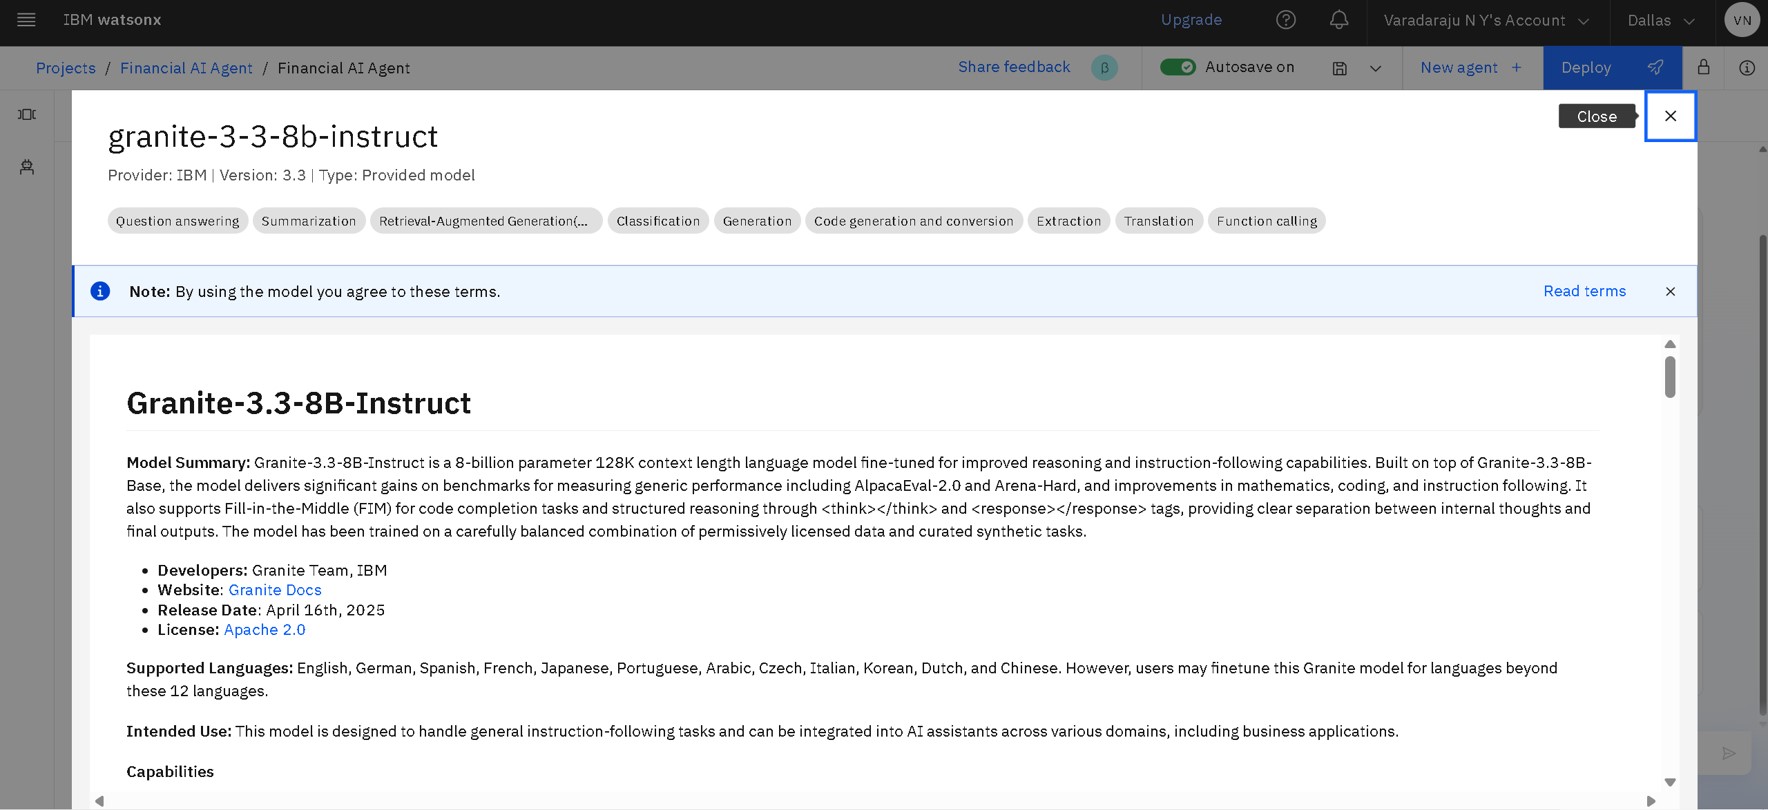 IBM watsonx
Upgrade
Varadaraju N Y's Account
Dallas
VN
Projects / Financial AI Agent / Financial AI Agent
Share feedback
β
Autosave on
New agent +
Deploy
Close
granite-3-3-8b-instruct
Provider: IBM | Version: 3.3 | Type: Provided model
Question answering
Summarization
Retrieval-Augmented Generation(...
Classification
Generation
Code generation and conversion
Extraction
Translation
Function calling
Note: By using the model you agree to these terms.
Read terms
Granite-3.3-8B-Instruct
Model Summary: Granite-3.3-8B-Instruct is a 8-billion parameter 128K context length language model fine-tuned for improved reasoning and instruction-following capabilities. Built on top of Granite-3.3-8B-
Base, the model delivers significant gains on benchmarks for measuring generic performance including AlpacaEval-2.0 and Arena-Hard, and improvements in mathematics, coding, and instruction following. It
also supports Fill-in-the-Middle (FIM) for code completion tasks and structured reasoning through <think></think> and <response></response> tags, providing clear separation between internal thoughts and
final outputs. The model has been trained on a carefully balanced combination of permissively licensed data and curated synthetic tasks.
• Developers: Granite Team, IBM
• Website: Granite Docs
• Release Date: April 16th, 2025
• License: Apache 2.0
Supported Languages: English, German, Spanish, French, Japanese, Portuguese, Arabic, Czech, Italian, Korean, Dutch, and Chinese. However, users may finetune this Granite model for languages beyond
these 12 languages.
Intended Use: This model is designed to handle general instruction-following tasks and can be integrated into AI assistants across various domains, including business applications.
Capabilities